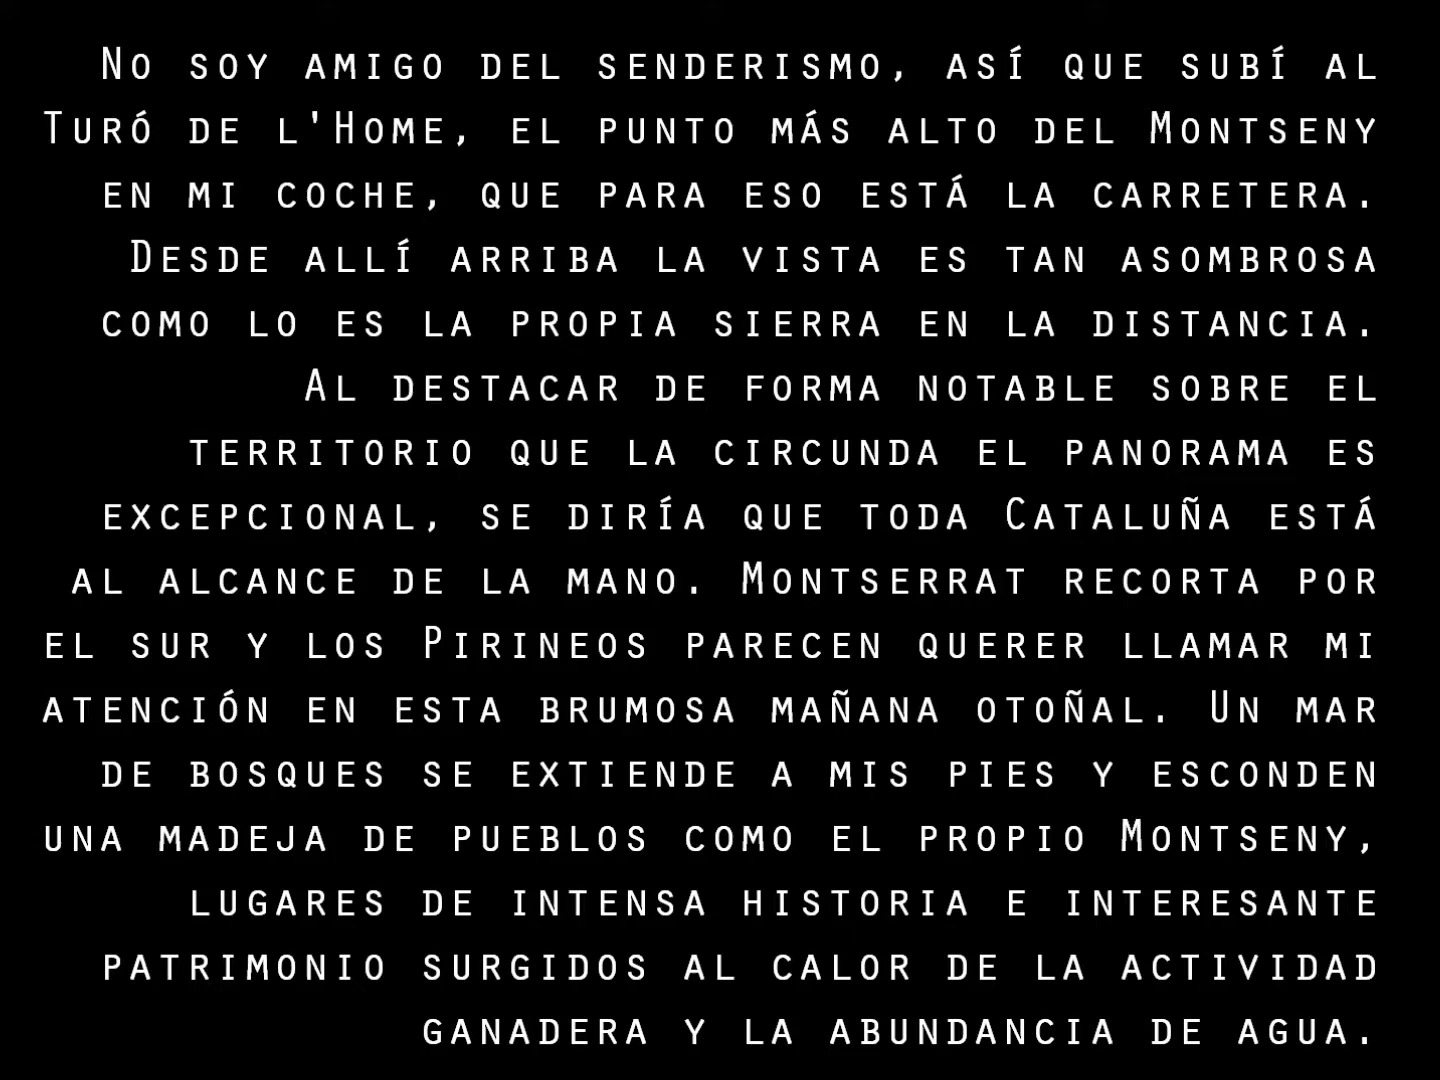 No soy amigo del senderismo, así que subí al
Turó de l'Home, el punto más alto del Montseny
en mi coche, que para eso está la carretera.
Desde allí arriba la vista es tan asombrosa
como lo es la propia sierra en la distancia.
Al destacar de forma notable sobre el
territorio que la circunda el panorama es
excepcional, se diría que toda Cataluña está
al alcance de la mano. Montserrat recorta por
el sur y los Pirineos parecen querer llamar mi
atención en esta brumosa mañana otoñal. Un mar
de bosques se extiende a mis pies y esconden
una madeja de pueblos como el propio Montseny,
lugares de intensa historia e interesante
patrimonio surgidos al calor de la actividad
ganadera y la abundancia de agua.